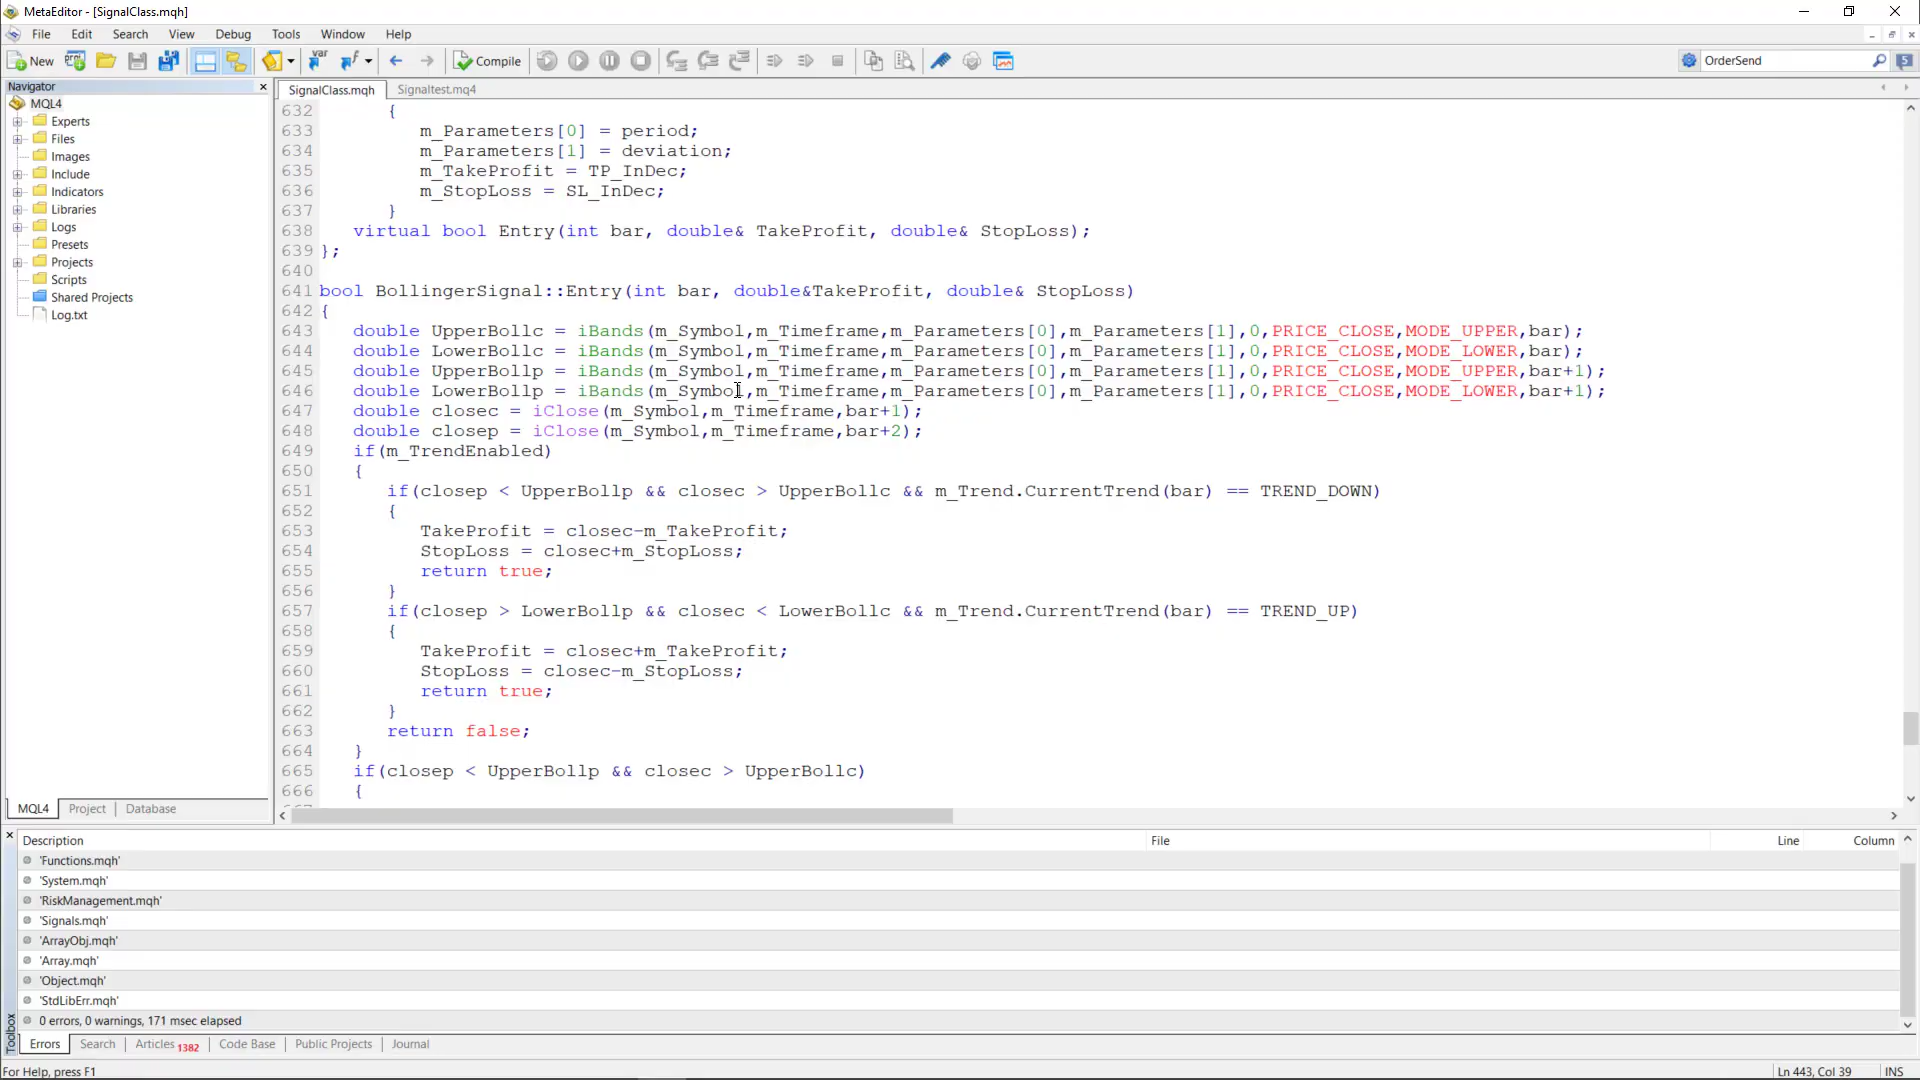 MetaEditor - [SignalClass.mqh]
File Edit Search View Debug Tools Window Help
New Compile OrderSend 5
Navigator
MQL4
Experts
Files
Images
Include
Indicators
Libraries
Logs
Presets
Projects
Scripts
Shared Projects
Log.txt
MQL4 Project Database
SignalClass.mqh Signaltest.mq4
632 {
633 m_Parameters[0] = period;
634 m_Parameters[1] = deviation;
635 m_TakeProfit = TP_InDec;
636 m_StopLoss = SL_InDec;
637 }
638 virtual bool Entry(int bar, double& TakeProfit, double& StopLoss);
639 };
640
641 bool BollingerSignal::Entry(int bar, double&TakeProfit, double& StopLoss)
642 {
643 double UpperBollc = iBands(m_Symbol,m_Timeframe,m_Parameters[0],m_Parameters[1],0,PRICE_CLOSE,MODE_UPPER,bar);
644 double LowerBollc = iBands(m_Symbol,m_Timeframe,m_Parameters[0],m_Parameters[1],0,PRICE_CLOSE,MODE_LOWER,bar);
645 double UpperBollp = iBands(m_Symbol,m_Timeframe,m_Parameters[0],m_Parameters[1],0,PRICE_CLOSE,MODE_UPPER,bar+1);
646 double LowerBollp = iBands(m_Symbol,m_Timeframe,m_Parameters[0],m_Parameters[1],0,PRICE_CLOSE,MODE_LOWER,bar+1);
647 double closec = iClose(m_Symbol,m_Timeframe,bar+1);
648 double closep = iClose(m_Symbol,m_Timeframe,bar+2);
649 if(m_TrendEnabled)
650 {
651 if(closep < UpperBollp && closec > UpperBollc && m_Trend.CurrentTrend(bar) == TREND_DOWN)
652 {
653 TakeProfit = closec-m_TakeProfit;
654 StopLoss = closec+m_StopLoss;
655 return true;
656 }
657 if(closep > LowerBollp && closec < LowerBollc && m_Trend.CurrentTrend(bar) == TREND_UP)
658 {
659 TakeProfit = closec+m_TakeProfit;
660 StopLoss = closec-m_StopLoss;
661 return true;
662 }
663 return false;
664 }
665 if(closep < UpperBollp && closec > UpperBollc)
666 {
Description File Line Column
'Functions.mqh'
'System.mqh'
'RiskManagement.mqh'
'Signals.mqh'
'ArrayObj.mqh'
'Array.mqh'
'Object.mqh'
'StdLibErr.mqh'
0 errors, 0 warnings, 171 msec elapsed
Toolbox
Errors Search Articles 1382 Code Base Public Projects Journal
For Help, press F1 Ln 443, Col 39 INS